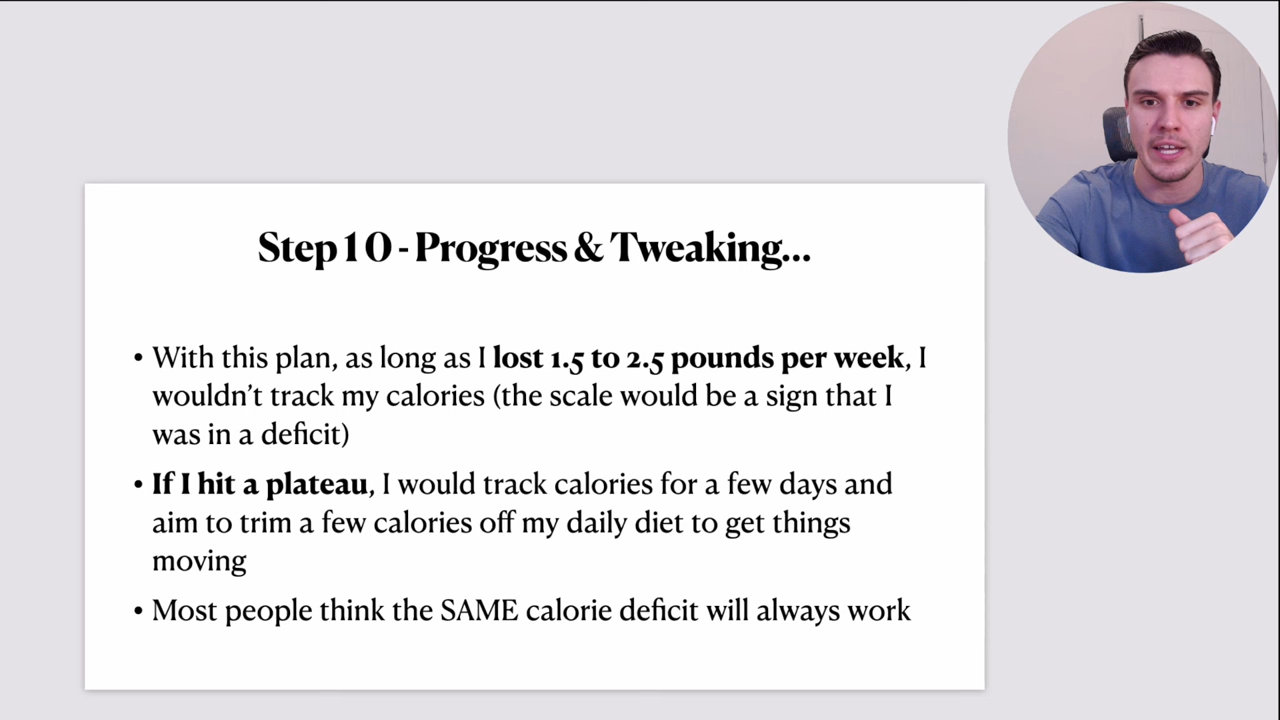 Step 10 - Progress & Tweaking...
• With this plan, as long as I lost 1.5 to 2.5 pounds per week, I
wouldn't track my calories (the scale would be a sign that I
was in a deficit)
• If I hit a plateau, I would track calories for a few days and
aim to trim a few calories off my daily diet to get things
moving
• Most people think the SAME calorie deficit will always work